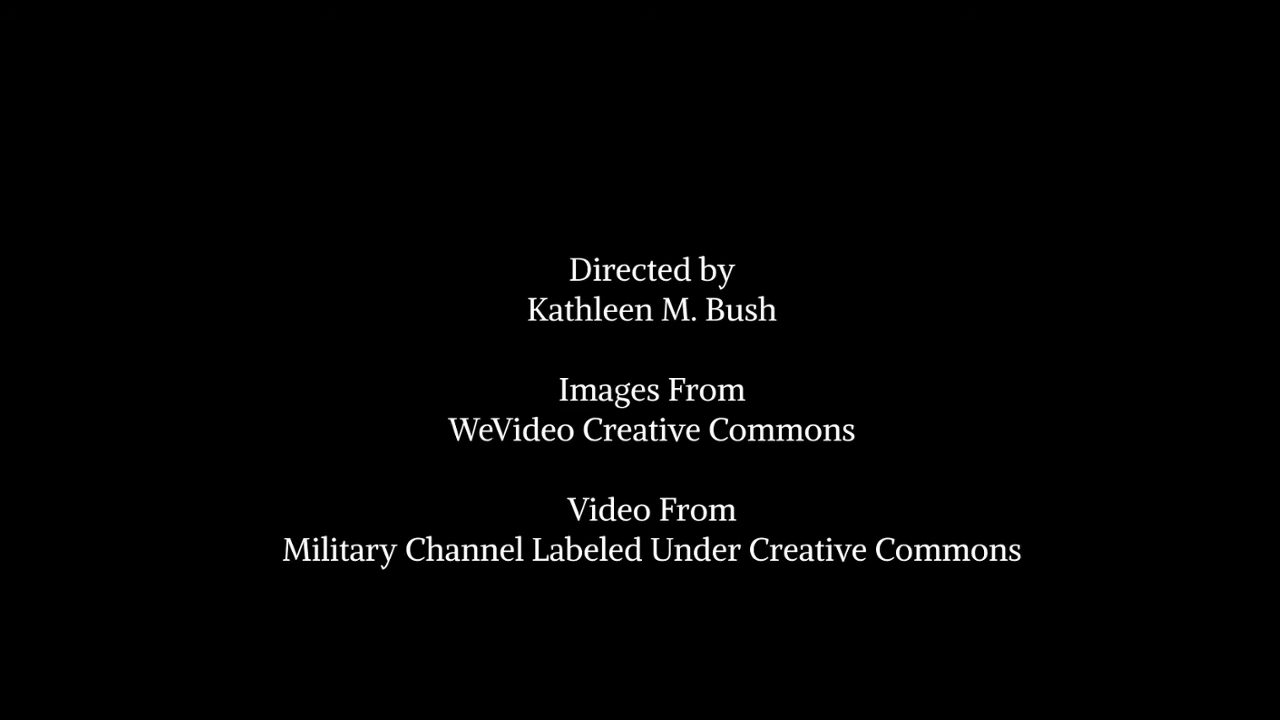 Directed by
Kathleen M. Bush
Images From
WeVideo Creative Commons
Video From
Military Channel Labeled Under Creative Commons